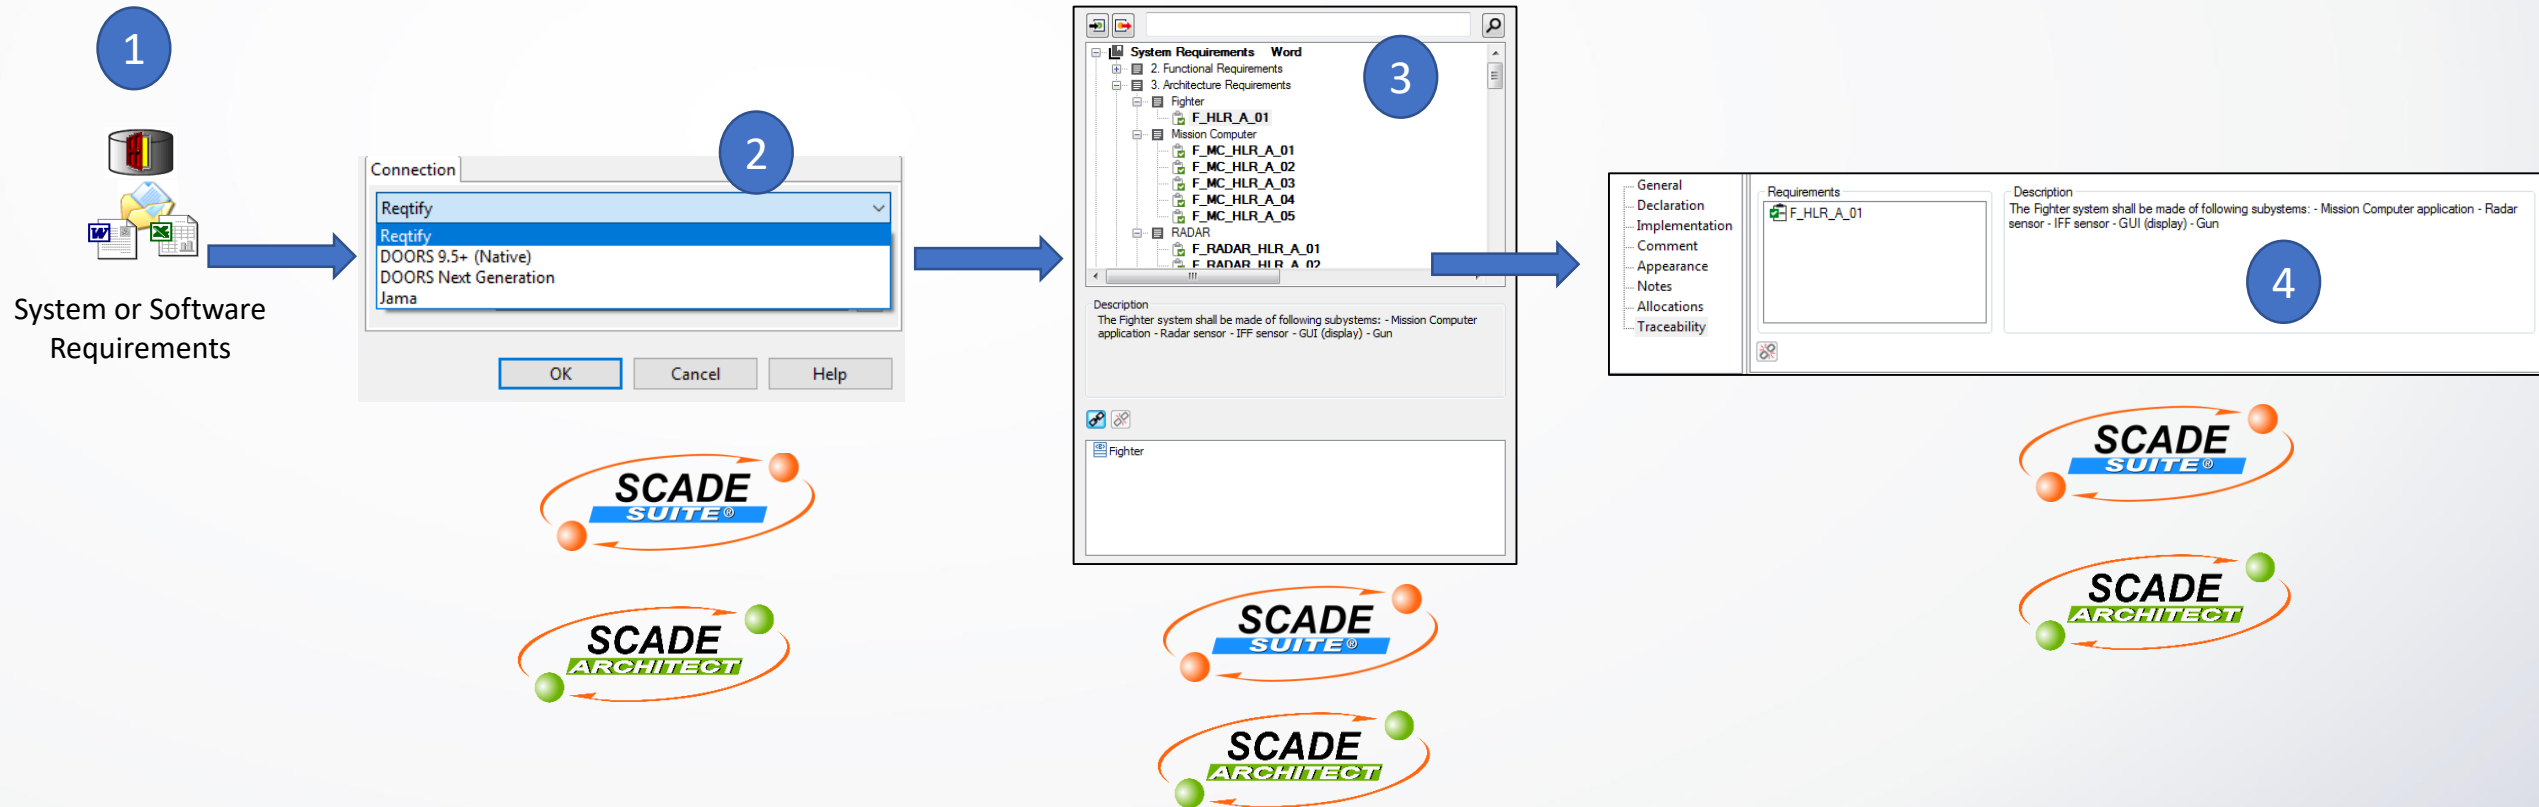 1
System or Software
Requirements
2
Connection
Reqtify
Reqtify
DOORS 9.5+ (Native)
DOORS Next Generation
Jama
OK
Cancel
Help
SCADE
SUITE®
SCADE
ARCHITECT
3
System Requirements Word
2. Functional Requirements
3. Architecture Requirements
Fighter
F_HLR_A_01
Mission Computer
F_MC_HLR_A_01
F_MC_HLR_A_02
F_MC_HLR_A_03
F_MC_HLR_A_04
F_MC_HLR_A_05
RADAR
F_RADAR_HLR_A_01
F_RADAR_HLR_A_02
Description
The Fighter system shall be made of following subystems: - Mission Computer
application - Radar sensor - IFF sensor - GUI (display) - Gun
Fighter
SCADE
SUITE®
SCADE
ARCHITECT
General
Declaration
Implementation
Comment
Appearance
Notes
Allocations
Traceability
Requirements
F_HLR_A_01
Description
The Fighter system shall be made of following subystems: - Mission Computer application - Radar
sensor - IFF sensor - GUI (display) - Gun
4
SCADE
SUITE®
SCADE
ARCHITECT